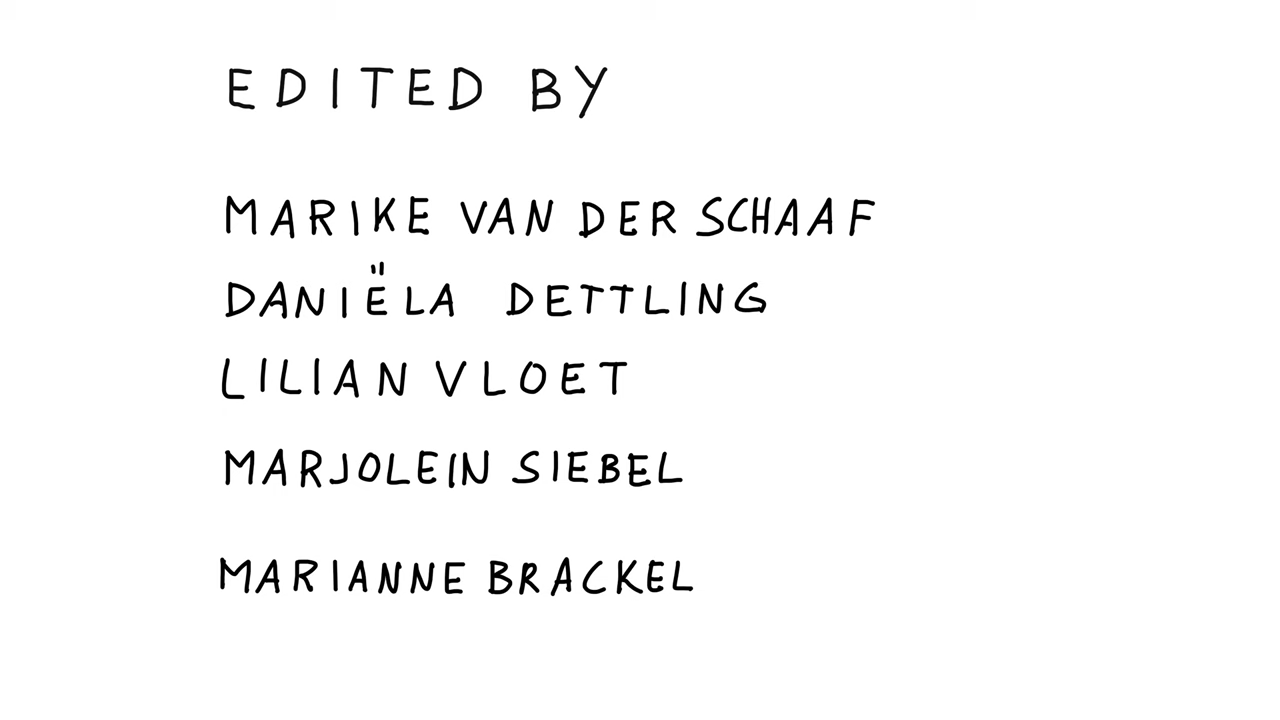 EDITED BY
MARIKE VAN DER SCHAAF
DANIËLA DETTLING
LILIAN VLOET
MARJOLEIN SIEBEL
MARIANNE BRACKEL